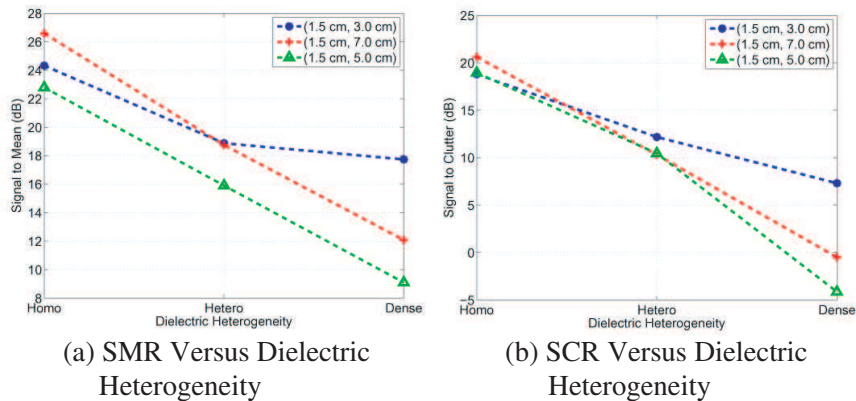 28
26
24
22
20
18
16
14
12
10
8
Signal to Mean (dB)
(1.5 cm, 3.0 cm)
(1.5 cm, 7.0 cm)
(1.5 cm, 5.0 cm)
Homo Hetero Dense
Dielectric Heterogeneity
(a) SMR Versus Dielectric
Heterogeneity
25
20
15
10
5
0
−5
Signal to Clutter (dB)
(1.5 cm, 3.0 cm)
(1.5 cm, 7.0 cm)
(1.5 cm, 5.0 cm)
Homo Hetero Dense
Dielectric Heterogeneity
(b) SCR Versus Dielectric
Heterogeneity